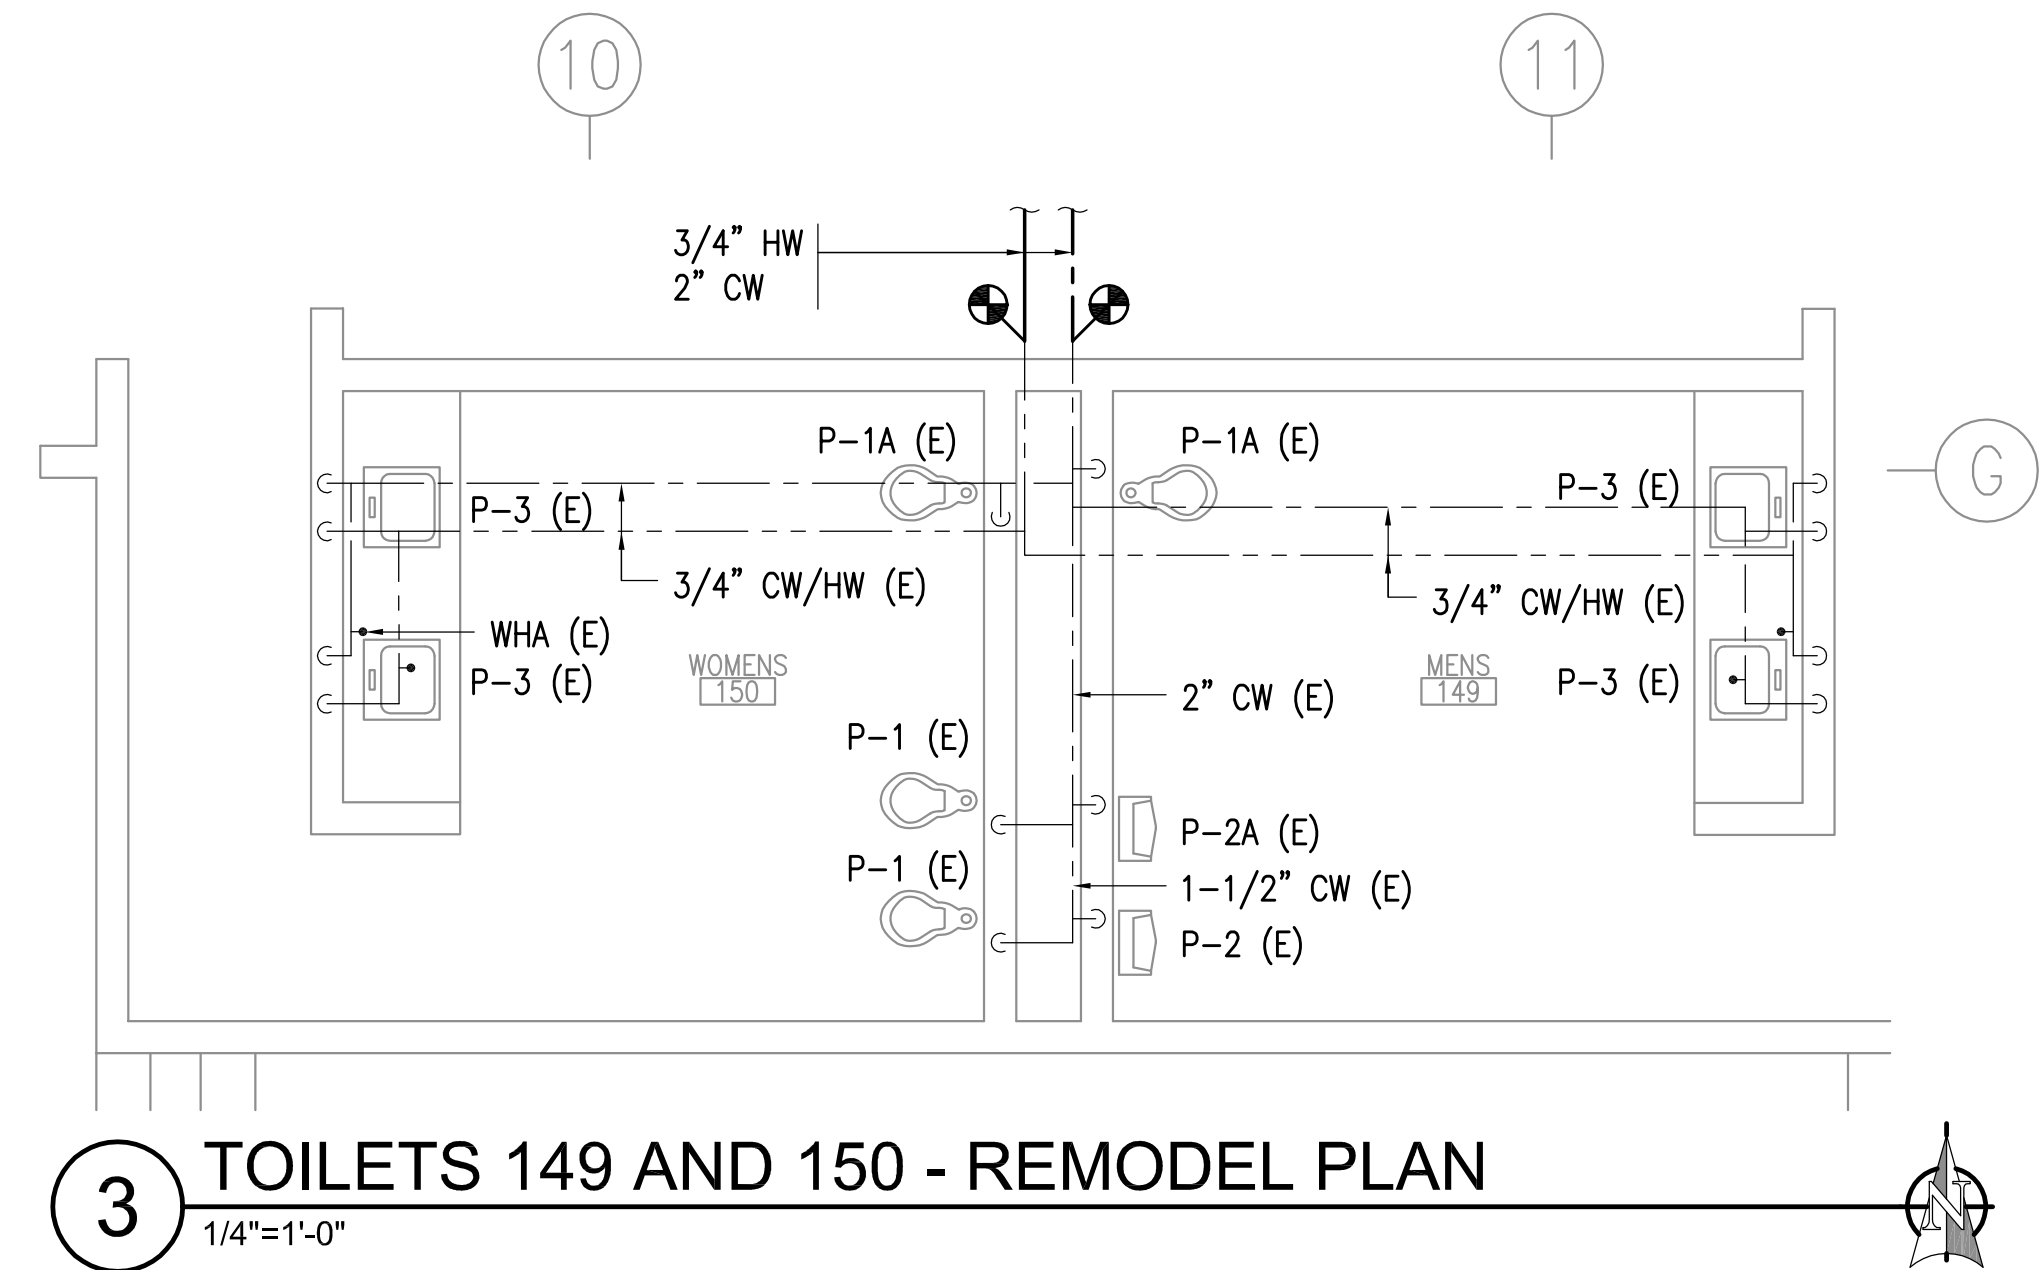 10
11
3/4” HW
2” CW
P-1A (E)
P-1A (E)
G
P-3 (E)
P-3 (E)
3/4” CW/HW (E)
3/4” CW/HW (E)
WHA (E)
WOMENS
150
MENS
149
P-3 (E)
P-3 (E)
2” CW (E)
P-1 (E)
P-2A (E)
P-1 (E)
1-1/2” CW (E)
P-2 (E)
3
TOILETS 149 AND 150 - REMODEL PLAN
1/4"=1'-0"
N